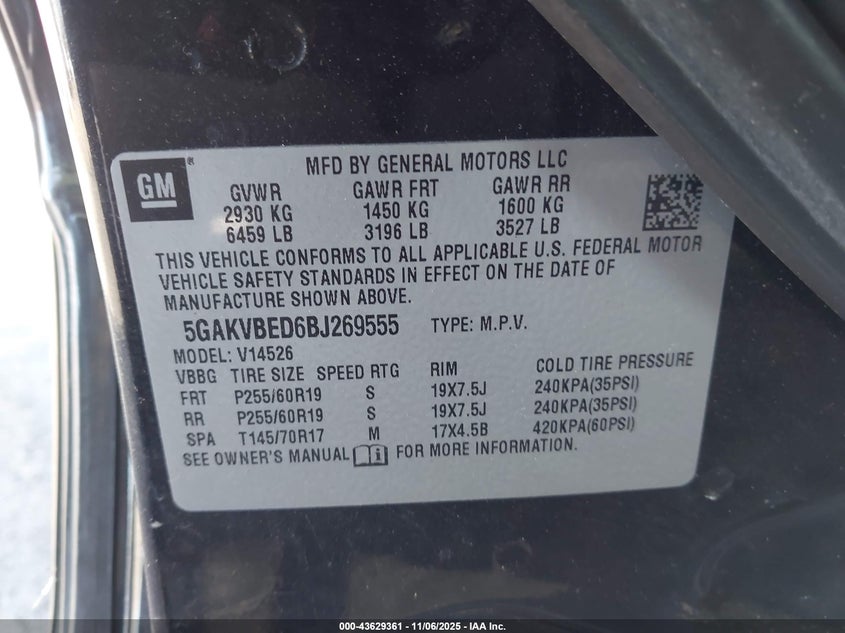 GM
MFD BY GENERAL MOTORS LLC
GVWR GAWR FRT GAWR RR
2930 KG 1450 KG 1600 KG
6459 LB 3196 LB 3527 LB
THIS VEHICLE CONFORMS TO ALL APPLICABLE U.S. FEDERAL MOTOR
VEHICLE SAFETY STANDARDS IN EFFECT ON THE DATE OF
MANUFACTURE SHOWN ABOVE.
5GAKVBED6BJ269555 TYPE: M.P.V.
MODEL: V14526
VBBG TIRE SIZE SPEED RTG RIM COLD TIRE PRESSURE
FRT P255/60R19 S 19X7.5J 240KPA(35PSI)
RR P255/60R19 S 19X7.5J 240KPA(35PSI)
SPA T145/70R17 M 17X4.5B 420KPA(60PSI)
SEE OWNER'S MANUAL FOR MORE INFORMATION.
000-43629361 - 11/06/2025 - IAA Inc.